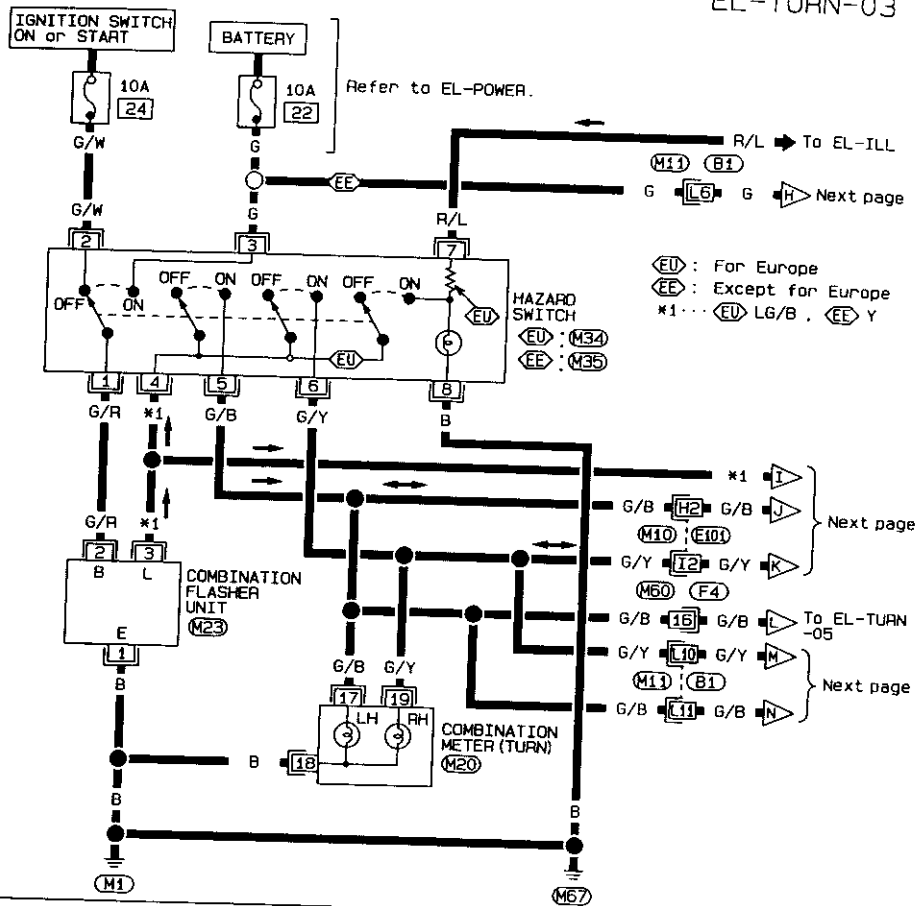 EL-TURN-03
IGNITION SWITCH
ON or START
BATTERY
10A
24
10A
22
Refer to EL-POWER.
G/W
G
R/L To EL-ILL
M11 B1
EE
G L6 G H Next page
G/W
G
R/L
2
3
7
EU : For Europe
EE : Except for Europe
*1··· EU LG/B , EE Y
OFF ON OFF ON OFF ON OFF ON
EU
HAZARD
SWITCH
EU : M34
EE : M35
EU
1 4 5 6 8
G/R *1 G/B G/Y B
*1 I
G/B H2 G/B J
Next page
M10 E101
G/Y I2 G/Y K
G/R *1
2 3
B L
COMBINATION
FLASHER
UNIT
M23
E
1
M60 F4
G/B 16 G/B L To EL-TURN
-05
G/Y L10 G/Y M
M11 B1
Next page
G/B L11 G/B N
B
G/B G/Y
17 19
LH RH
COMBINATION
METER (TURN)
M20
B 18
B
B
M1
M67